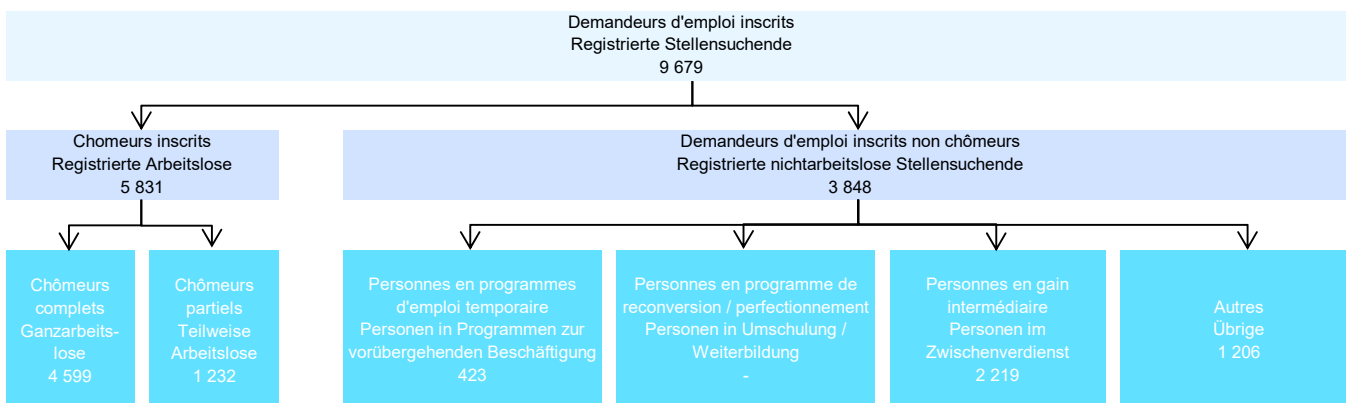 Demandeurs d'emploi inscrits
Registrierte Stellensuchende
9 679
Chomeurs inscrits
Registrierte Arbeitslose
5 831
Demandeurs d'emploi inscrits non chômeurs
Registrierte nichtarbeitslose Stellensuchende
3 848
Chômeurs
complets
Ganzarbeits-
lose
4 599
Chômeurs
partiels
Teilweise
Arbeitslose
1 232
Personnes en programmes
d'emploi temporaire
Personen in Programmen zur
vorübergehenden Beschäftigung
423
Personnes en programme de
reconversion / perfectionnement
Personen in Umschulung /
Weiterbildung
-
Personnes en gain
intermédiaire
Personen im
Zwischenverdienst
2 219
Autres
Übrige
1 206